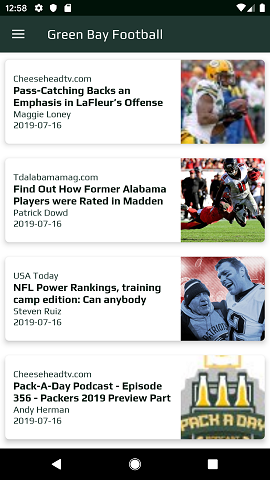 12:58
Green Bay Football
Cheeseheadtv.com
Pass-Catching Backs an
Emphasis in LaFleur's Offense
Maggie Loney
2019-07-16
Tdalabamamag.com
Find Out How Former Alabama
Players were Rated in Madden
Patrick Dowd
2019-07-16
USA Today
NFL Power Rankings, training
camp edition: Can anybody
Steven Ruiz
2019-07-16
Cheeseheadtv.com
Pack-A-Day Podcast - Episode
356 - Packers 2019 Preview Part
Andy Herman
2019-07-16
PACK A DAY
PODCAST